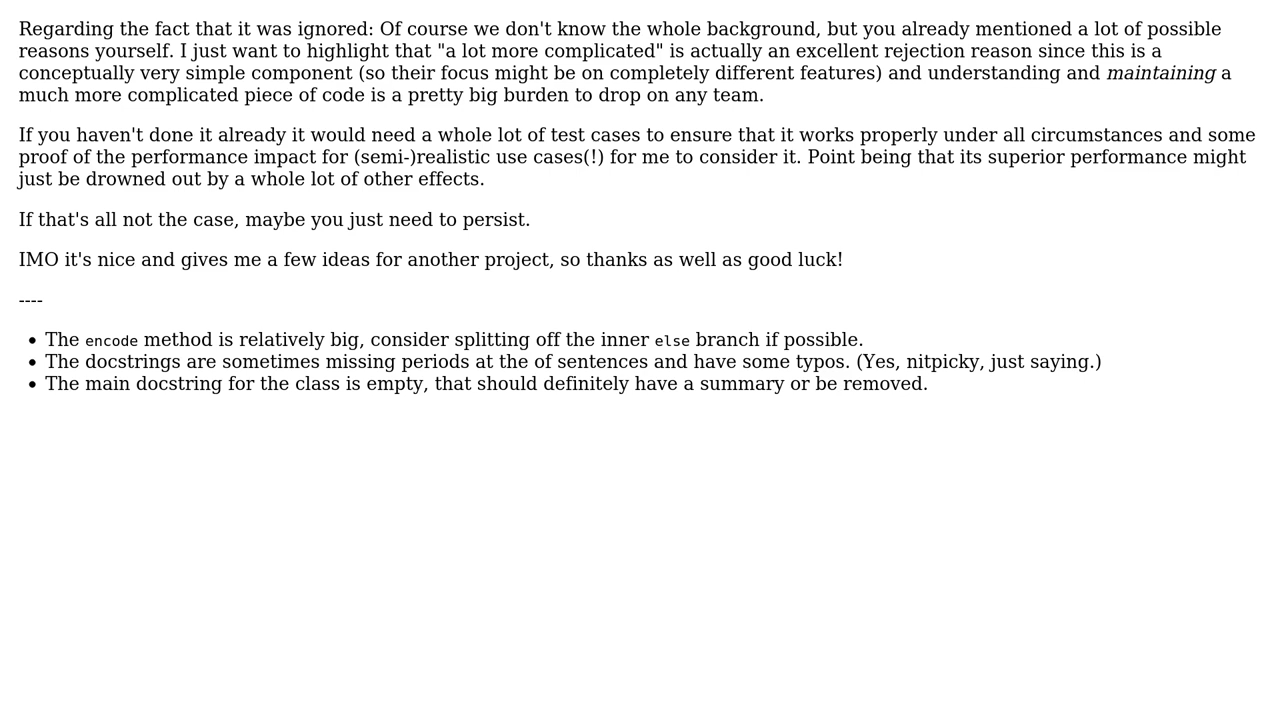 Regarding the fact that it was ignored: Of course we don't know the whole background, but you already mentioned a lot of possible
reasons yourself. I just want to highlight that "a lot more complicated" is actually an excellent rejection reason since this is a
conceptually very simple component (so their focus might be on completely different features) and understanding and maintaining a
much more complicated piece of code is a pretty big burden to drop on any team.
If you haven't done it already it would need a whole lot of test cases to ensure that it works properly under all circumstances and some
proof of the performance impact for (semi-)realistic use cases(!) for me to consider it. Point being that its superior performance might
just be drowned out by a whole lot of other effects.
If that's all not the case, maybe you just need to persist.
IMO it's nice and gives me a few ideas for another project, so thanks as well as good luck!
----
• The encode method is relatively big, consider splitting off the inner else branch if possible.
• The docstrings are sometimes missing periods at the of sentences and have some typos. (Yes, nitpicky, just saying.)
• The main docstring for the class is empty, that should definitely have a summary or be removed.